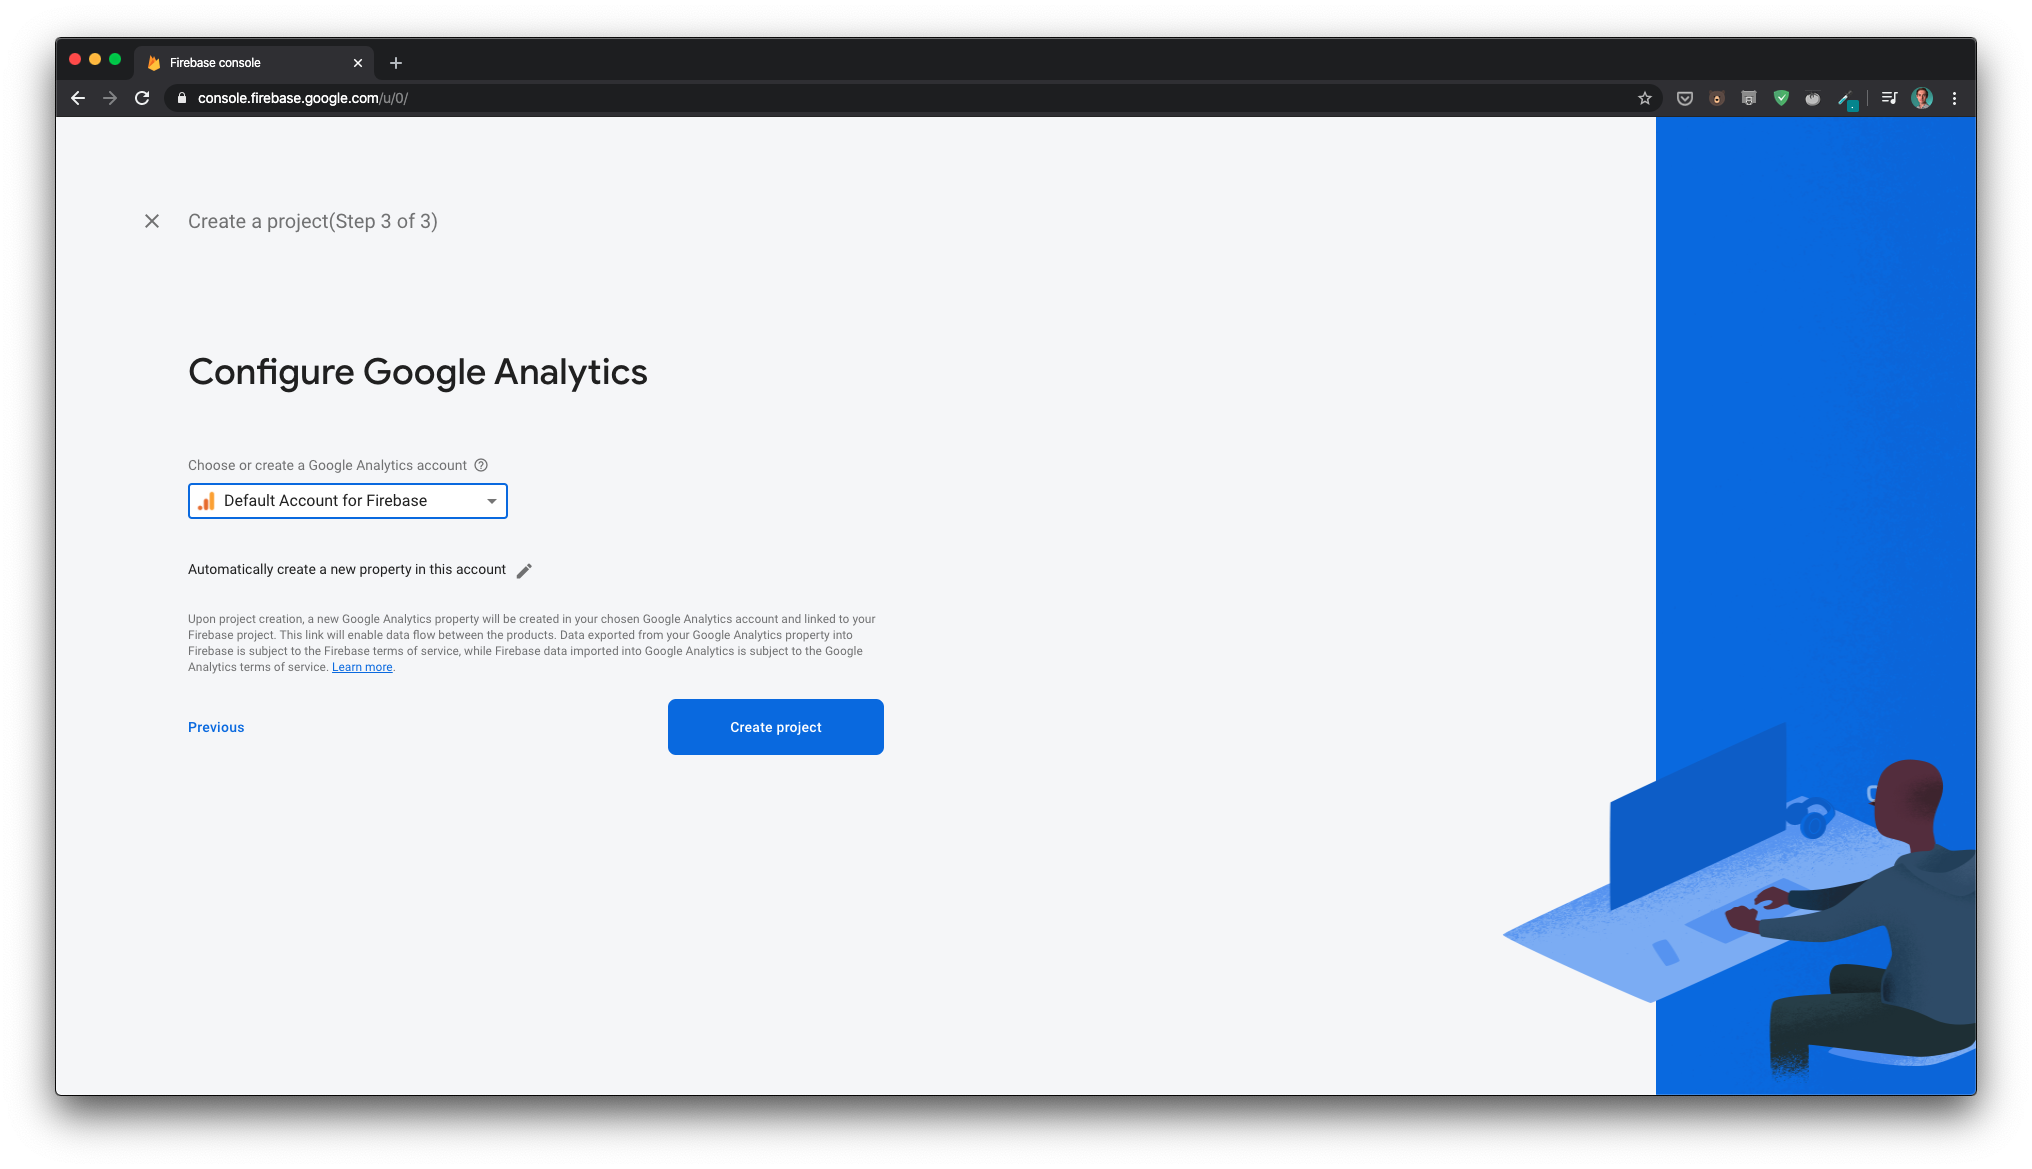 Firebase console
console.firebase.google.com/u/0/
Create a project(Step 3 of 3)
Configure Google Analytics
Choose or create a Google Analytics account
Default Account for Firebase
Automatically create a new property in this account
Upon project creation, a new Google Analytics property will be created in your chosen Google Analytics account and linked to your
Firebase project. This link will enable data flow between the products. Data exported from your Google Analytics property into
Firebase is subject to the Firebase terms of service, while Firebase data imported into Google Analytics is subject to the Google
Analytics terms of service. Learn more.
Previous
Create project